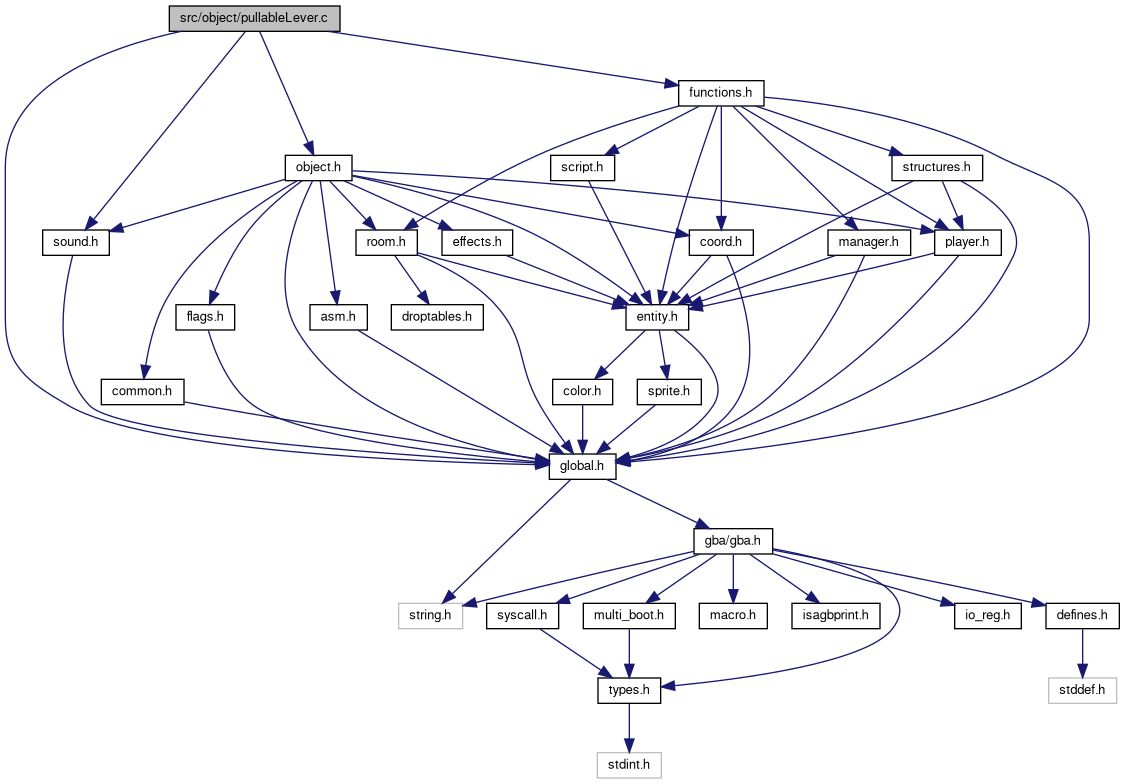 src/object/pullableLever.c
functions.h
object.h
script.h
structures.h
sound.h
room.h
effects.h
coord.h
manager.h
player.h
flags.h
asm.h
droptables.h
entity.h
common.h
color.h
sprite.h
global.h
gba/gba.h
string.h
syscall.h
multi_boot.h
macro.h
isagbprint.h
io_reg.h
defines.h
types.h
stddef.h
stdint.h